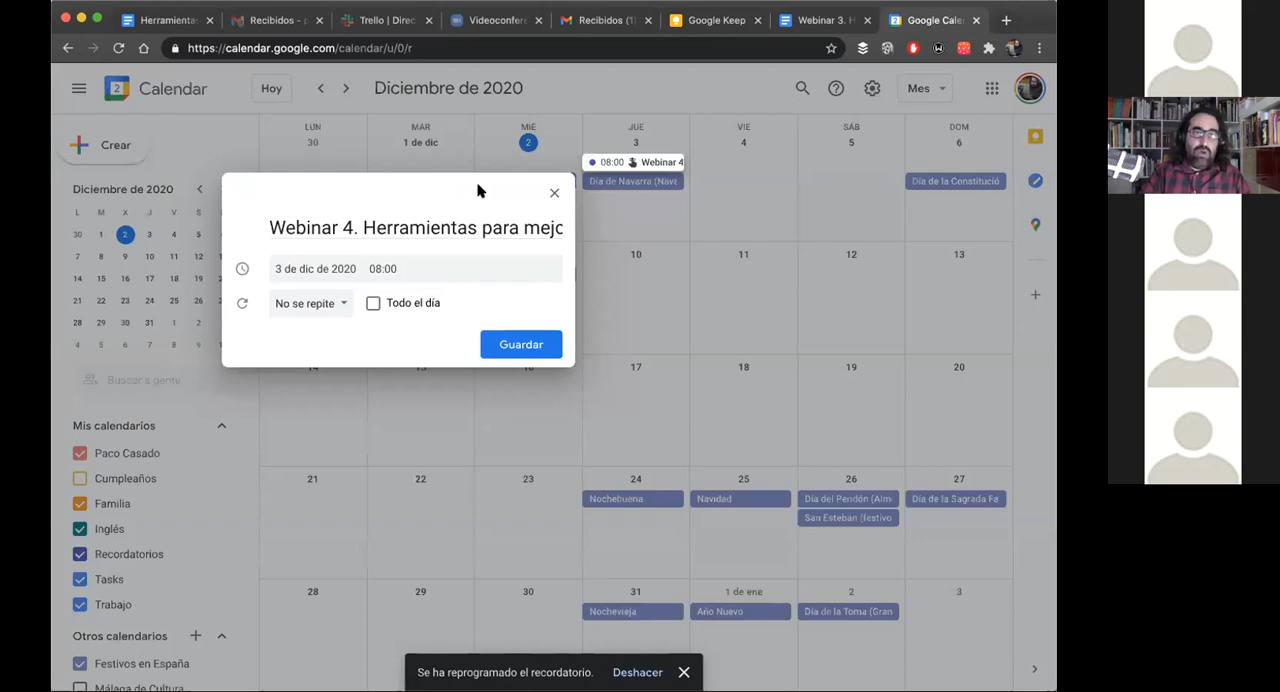 Herramientas
Recibidos - p
Trello | Direc
Videoconfere
Recibidos (1)
Google Keep
Webinar 3. H
Google Cale
https://calendar.google.com/calendar/u/0/r
2
Calendar
Hoy
Diciembre de 2020
Mes
Crear
Diciembre de 2020
L M X J V S
30 1 2 3 4 5
7 8 9 10 11 12
14 15 16 17 18 19
21 22 23 24 25 26
28 29 30 31 1 2
4 5 6 7 8 9
Buscar a gente
Mis calendarios
Paco Casado
Cumpleaños
Familia
Inglés
Recordatorios
Tasks
Trabajo
Otros calendarios
Festivos en España
Málaga de Cultura
LUN MAR MIÉ JUE VIE SÁB DOM
30 1 de dic 2 3 4 5 6
08:00 Webinar 4
Día de Navarra (Nava
Día de la Constitució
Webinar 4. Herramientas para mejo
3 de dic de 2020 08:00
No se repite
Todo el día
Guardar
10 11 12 13
17 18 19 20
21 22 23 24 25 26 27
Nochebuena
Navidad
Día del Pendón (Alme
Día de la Sagrada Fa
San Esteban (festivo
28 29 30 31 1 de ene 2 3
Nochevieja
Año Nuevo
Día de la Toma (Gran
Se ha reprogramado el recordatorio.
Deshacer